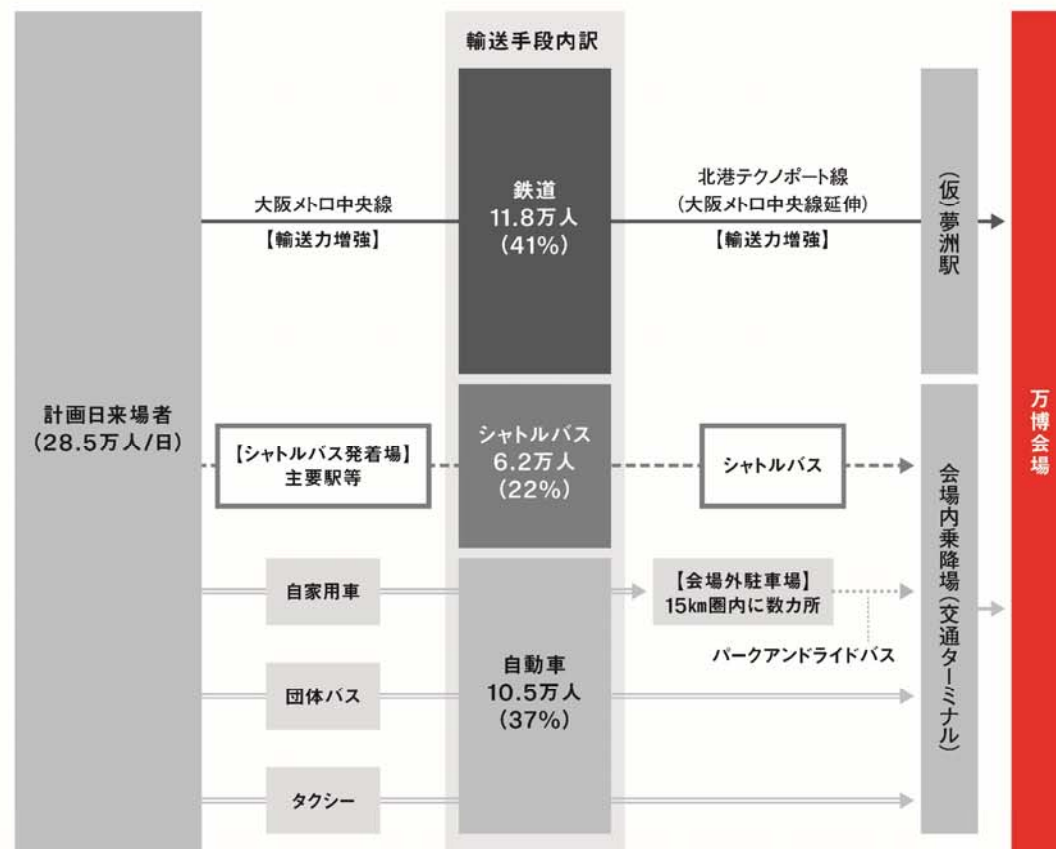 輸送手段内訳
計画日来場者
(28.5万人/日)
大阪メトロ中央線
【輸送力増強】
鉄道
11.8万人
(41%)
北港テクノポート線
(大阪メトロ中央線延伸)
【輸送力増強】
(仮)夢洲駅
【シャトルバス発着場】
主要駅等
シャトルバス
6.2万人
(22%)
シャトルバス
自家用車
団体バス
タクシー
自動車
10.5万人
(37%)
【会場外駐車場】
15km圏内に数カ所
パークアンドライドバス
会場内乗降場(交通ターミナル)
万博会場